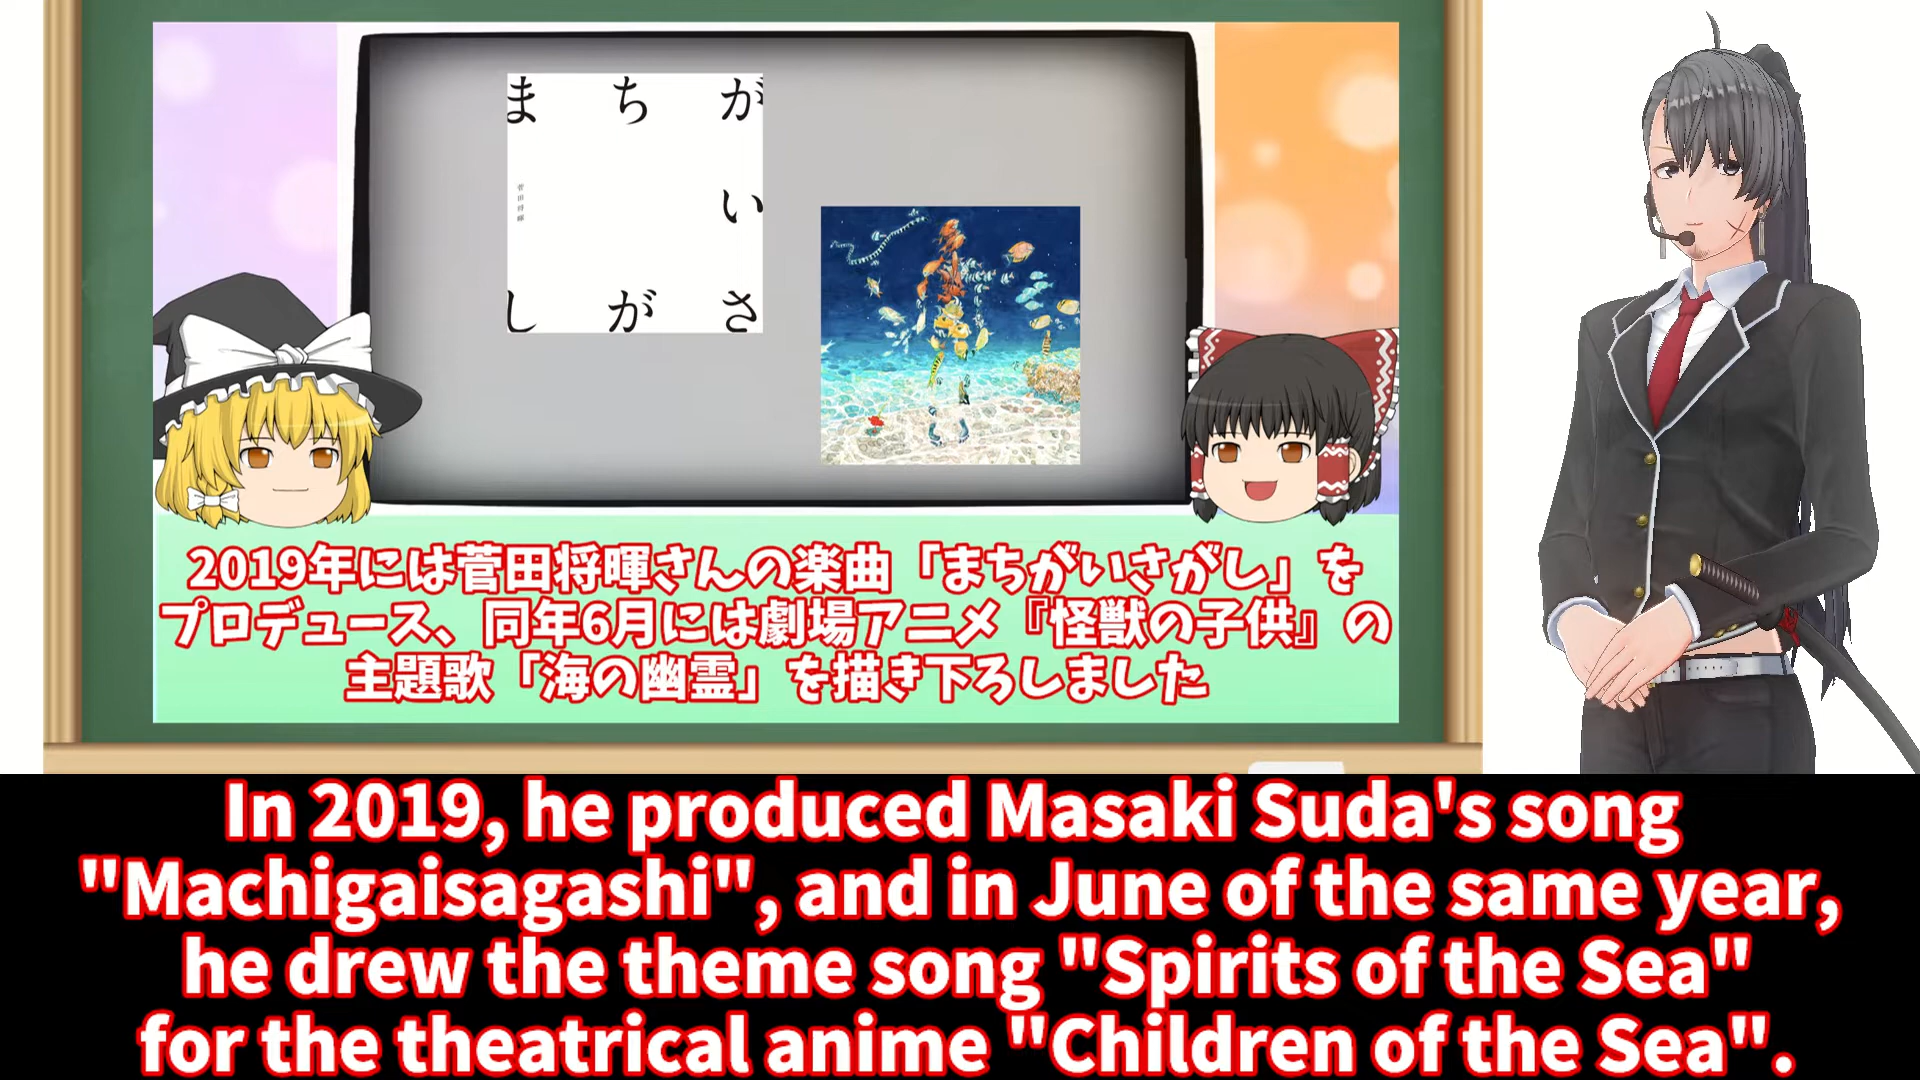 ま ち が
い
し が さ
菅田将暉
2019年には菅田将暉さんの楽曲「まちがいさがし」を
プロデュース、同年6月には劇場アニメ『怪獣の子供』の
主題歌「海の幽霊」を描き下ろしました
In 2019, he produced Masaki Suda's song
"Machigaisagashi", and in June of the same year,
he drew the theme song "Spirits of the Sea"
for the theatrical anime "Children of the Sea".